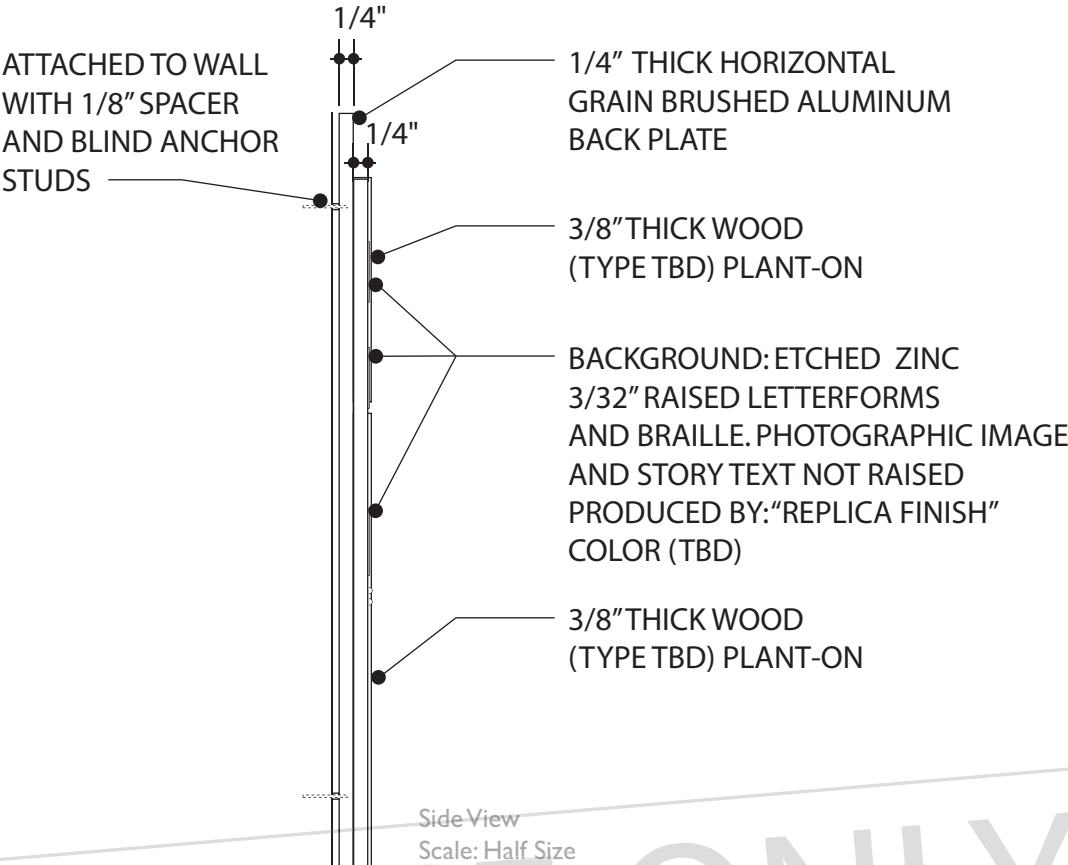 1/4"
ATTACHED TO WALL
WITH 1/8" SPACER
AND BLIND ANCHOR
STUDS
1/4" THICK HORIZONTAL
GRAIN BRUSHED ALUMINUM
BACK PLATE
1/4"
3/8" THICK WOOD
(TYPE TBD) PLANT-ON
BACKGROUND: ETCHED ZINC
3/32" RAISED LETTERFORMS
AND BRAILLE. PHOTOGRAPHIC IMAGE
AND STORY TEXT NOT RAISED
PRODUCED BY: “REPLICA FINISH”
COLOR (TBD)
3/8" THICK WOOD
(TYPE TBD) PLANT-ON
Side View
Scale: Half Size
ONLY